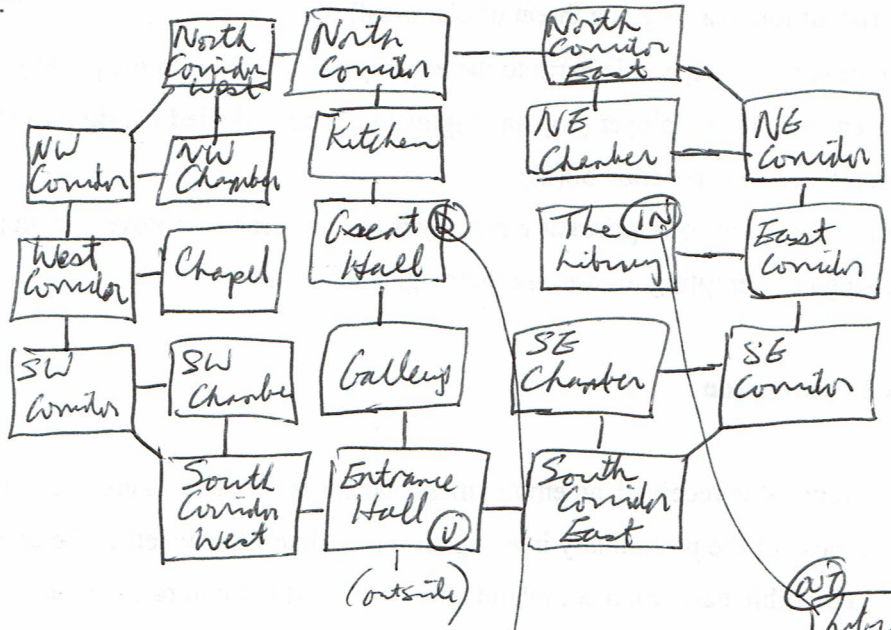 North
Corridor
West
North
Corridor
North
Corridor
East
NW
Corridor
NW
Chamber
Kitchen
NE
Chamber
NE
Corridor
West
Corridor
Chapel
Great D
Hall
The IN
Library
East
Corridor
SW
Corridor
SW
Chamber
Gallery
SE
Chamber
SE
Corridor
South
Corridor
West
Entrance
Hall U
South
Corridor
East
(outside)
OUT